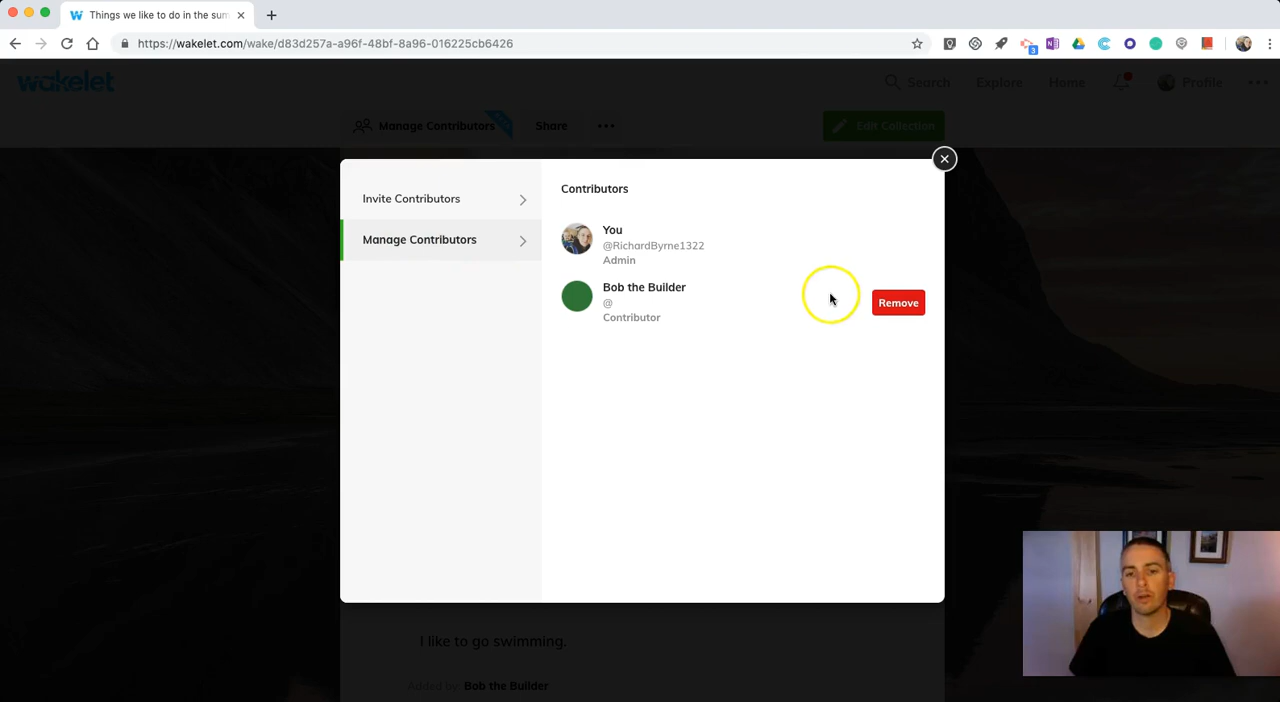 Things we like to do in the sum
https://wakelet.com/wake/d83d257a-a96f-48bf-8a96-016225cb6426
3
wakelet
Search
Explore
Home
Profile
Manage Contributors
Share
Edit Collection
Invite Contributors
Manage Contributors
Contributors
You
@RichardByrne1322
Admin
Bob the Builder
@
Contributor
Remove
I like to go swimming.
Added by Bob the Builder